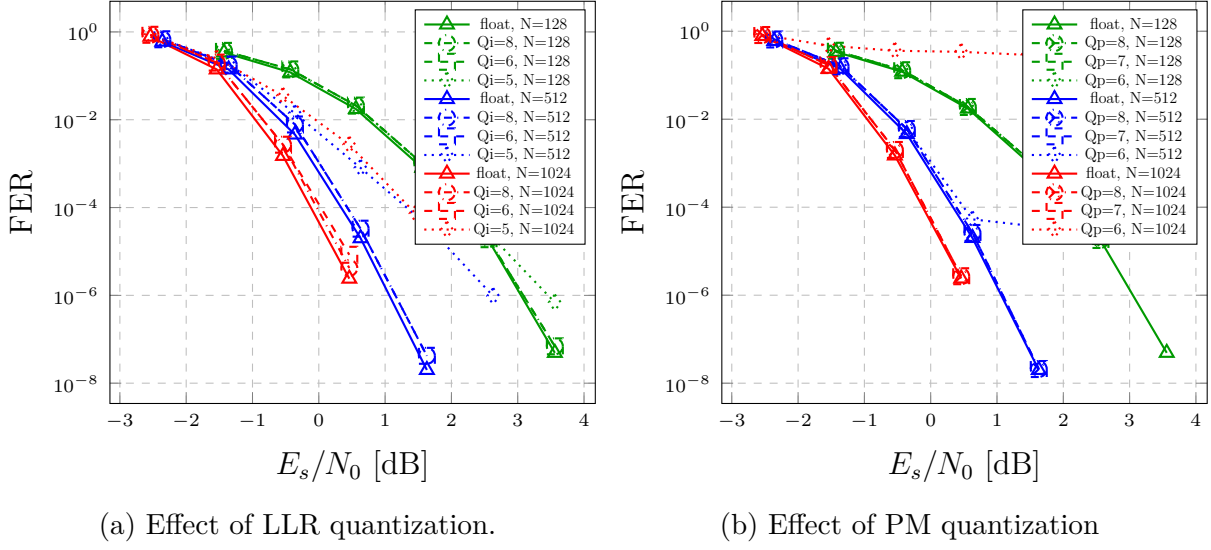 10^0
10^{-2}
10^{-4}
10^{-6}
10^{-8}
FER
−3
−2
−1
0
1
2
3
4
E_s/N_0 [dB]
float, N=128
Qi=8, N=128
Qi=6, N=128
Qi=5, N=128
float, N=512
Qi=8, N=512
Qi=6, N=512
Qi=5, N=512
float, N=1024
Qi=8, N=1024
Qi=6, N=1024
Qi=5, N=1024
(a) Effect of LLR quantization.
10^0
10^{-2}
10^{-4}
10^{-6}
10^{-8}
FER
−3
−2
−1
0
1
2
3
4
E_s/N_0 [dB]
float, N=128
Qp=8, N=128
Qp=7, N=128
Qp=6, N=128
float, N=512
Qp=8, N=512
Qp=7, N=512
Qp=6, N=512
float, N=1024
Qp=8, N=1024
Qp=7, N=1024
Qp=6, N=1024
(b) Effect of PM quantization